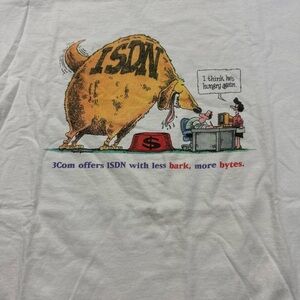 ISDN
I think he's
hungry again.
$
3Com offers ISDN with less bark, more bytes.